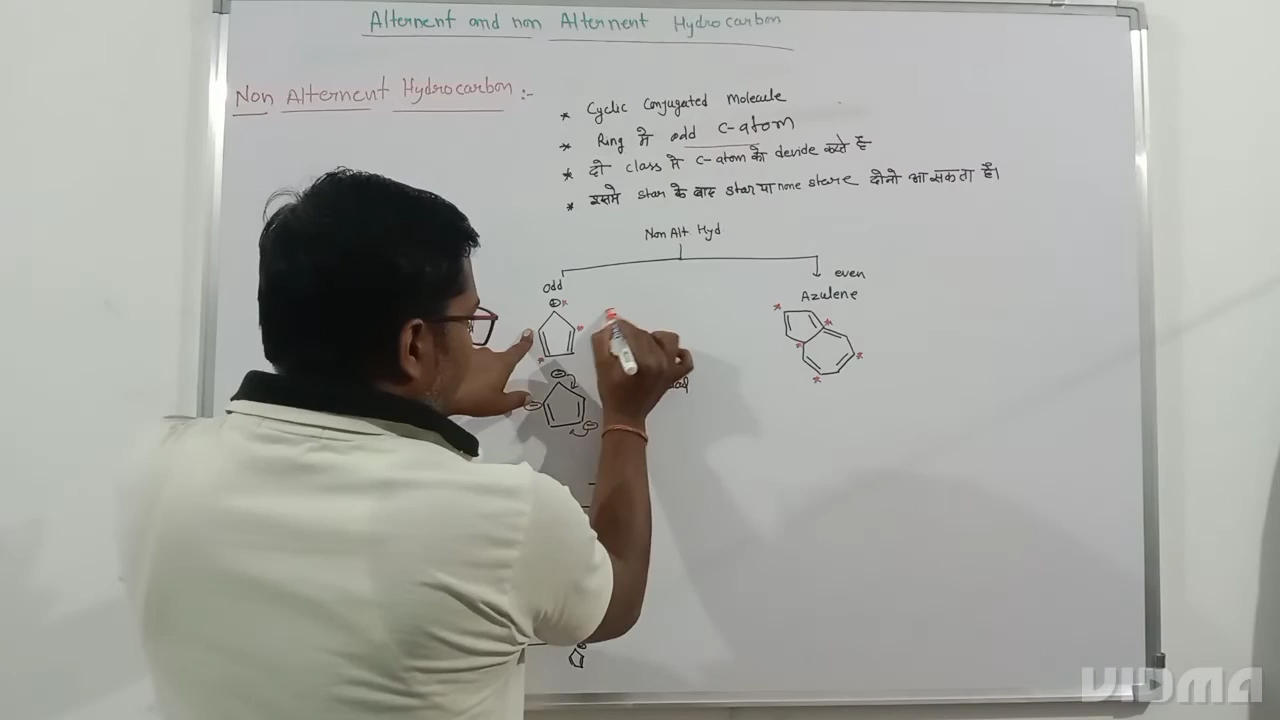 Alternent and non Alternent Hydrocarbon
Non Alternent Hydrocarbon :-
* Cyclic Conjugated Molecule
* Ring मे odd C-atom
* दो class मे C-atom को devide करते है
* इसमे star के बाद star या none stare दोनो आ सकता है।
Non Alt Hyd
odd
even
Azulene
VIDMA